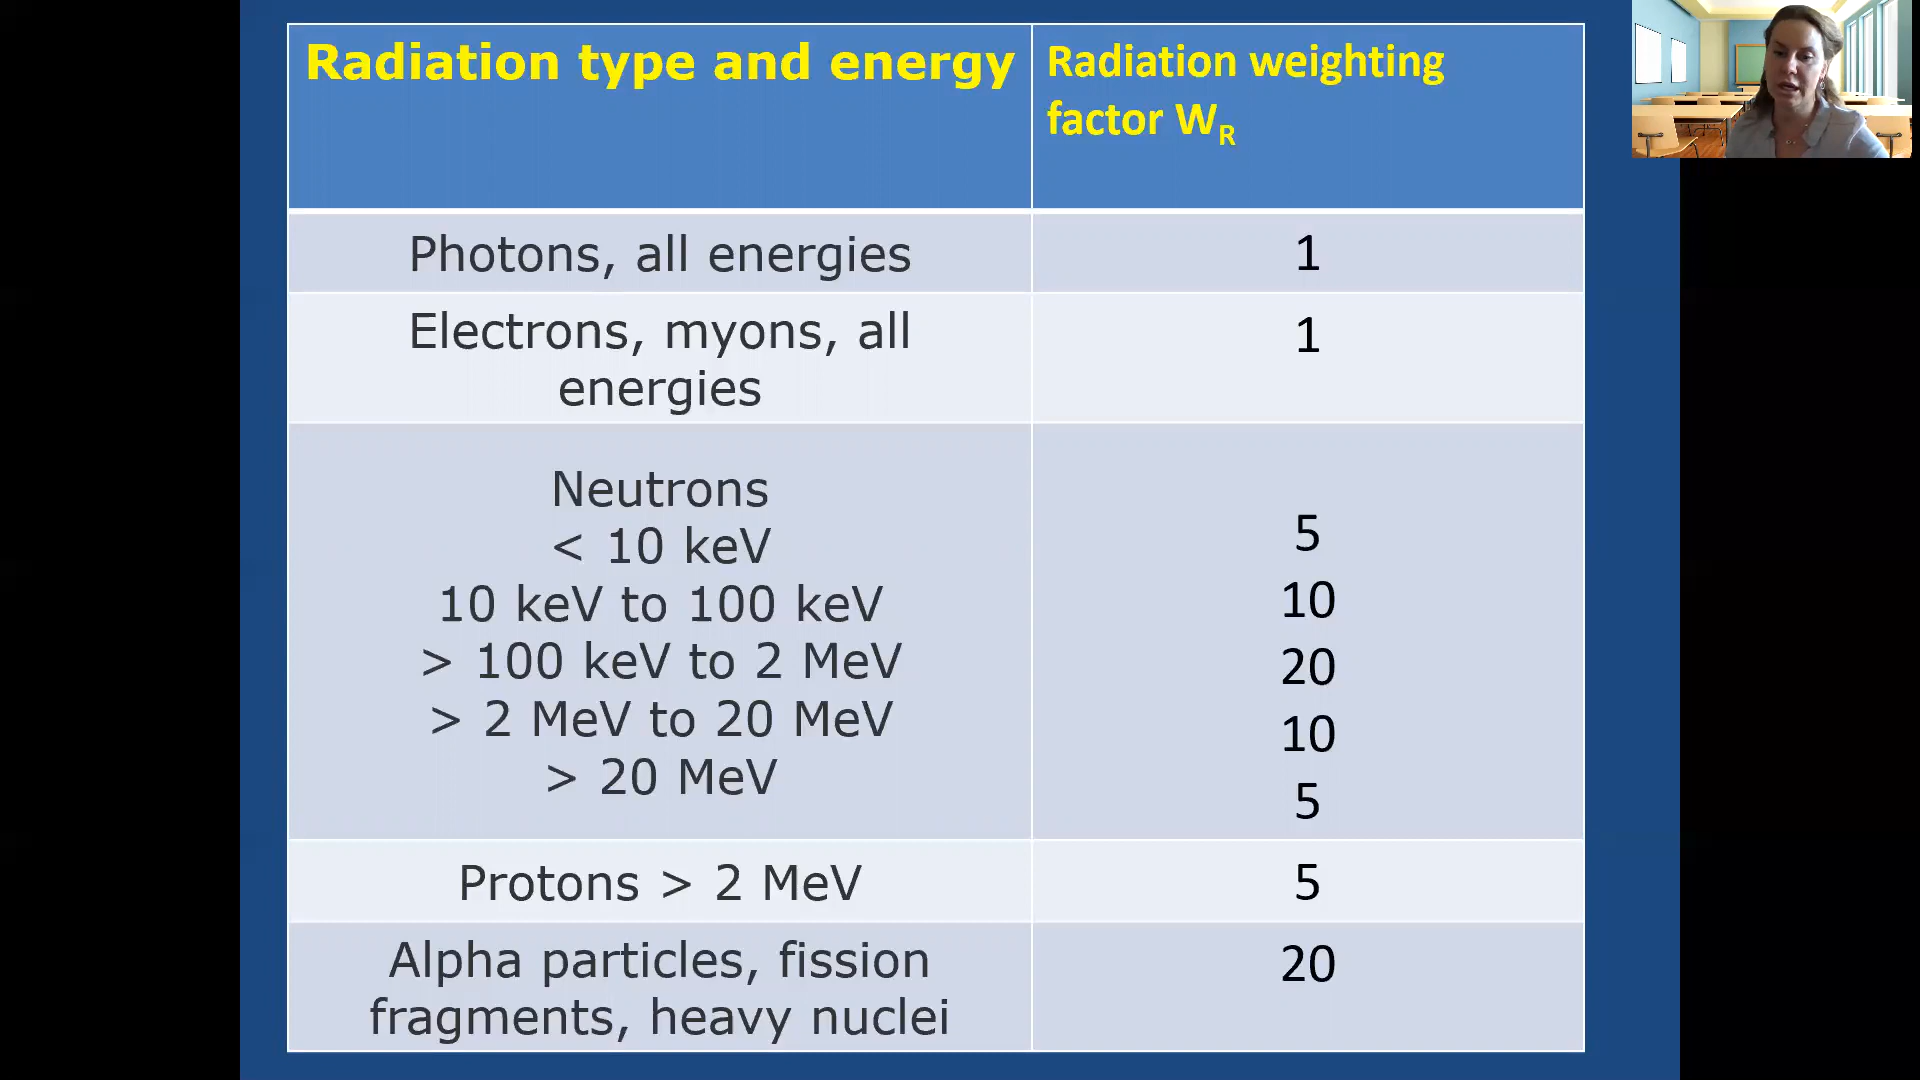 Radiation type and energy
Radiation weighting
factor WR
Photons, all energies
1
Electrons, myons, all
energies
1
Neutrons
< 10 keV
10 keV to 100 keV
> 100 keV to 2 MeV
> 2 MeV to 20 MeV
> 20 MeV
5
10
20
10
5
Protons > 2 MeV
5
Alpha particles, fission
fragments, heavy nuclei
20